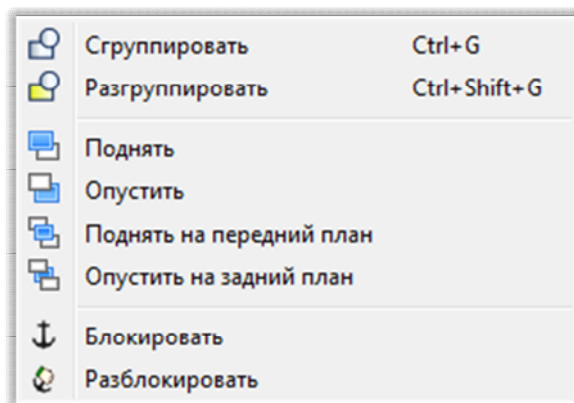 Сгруппировать Ctrl+G
Разгруппировать Ctrl+Shift+G
Поднять
Опустить
Поднять на передний план
Опустить на задний план
Блокировать
Разблокировать